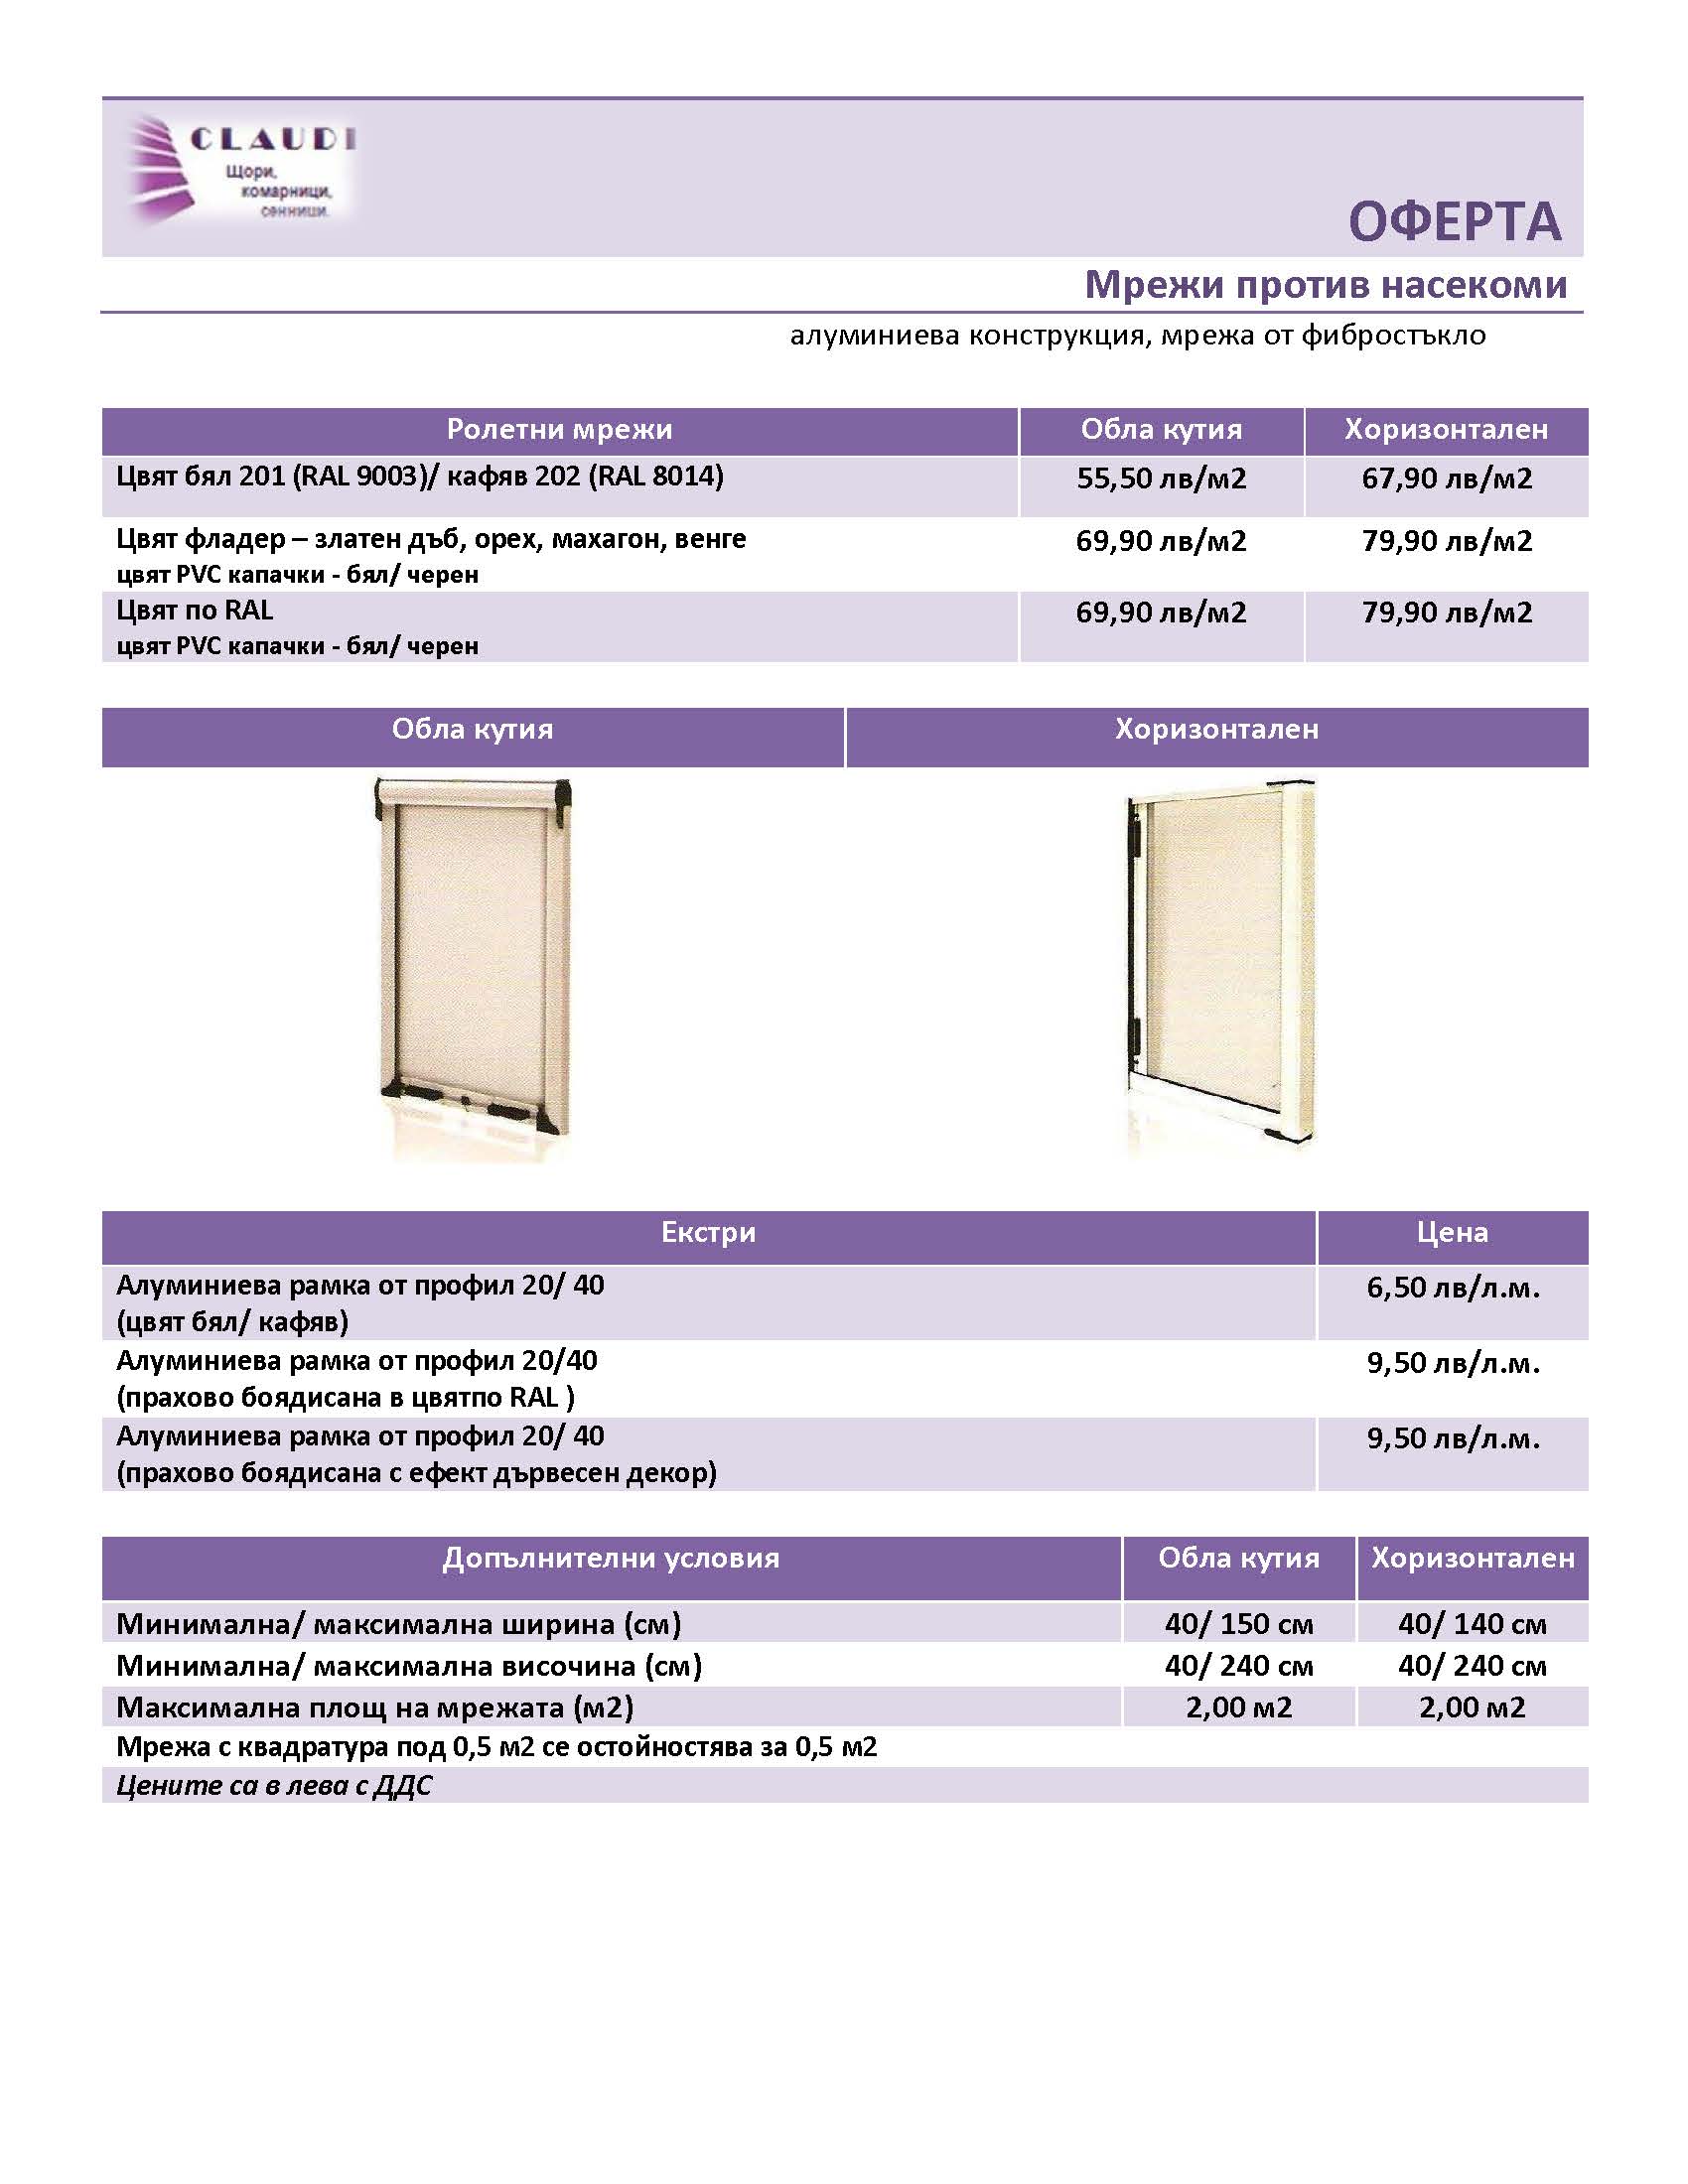 CLAUDI
Щори,
комарници,
сенници.
ОФЕРТА
Мрежи против насекоми
алуминиева конструкция, мрежа от фибростъкло
Ролетни мрежи Обла кутия Хоризонтален
Цвят бял 201 (RAL 9003)/ кафяв 202 (RAL 8014) 55,50 лв/м2 67,90 лв/м2
Цвят фладер – златен дъб, орех, махагон, венге 69,90 лв/м2 79,90 лв/м2
цвят PVC капачки - бял/ черен
Цвят по RAL 69,90 лв/м2 79,90 лв/м2
цвят PVC капачки - бял/ черен
Обла кутия Хоризонтален
Екстри Цена
Алуминиева рамка от профил 20/ 40 6,50 лв/л.м.
(цвят бял/ кафяв)
Алуминиева рамка от профил 20/40 9,50 лв/л.м.
(прахово боядисана в цвятпо RAL )
Алуминиева рамка от профил 20/ 40 9,50 лв/л.м.
(прахово боядисана с ефект дървесен декор)
Допълнителни условия Обла кутия Хоризонтален
Минимална/ максимална ширина (см) 40/ 150 см 40/ 140 см
Минимална/ максимална височина (см) 40/ 240 см 40/ 240 см
Максимална площ на мрежата (м2) 2,00 м2 2,00 м2
Мрежа с квадратура под 0,5 м2 се остойностява за 0,5 м2
Цените са в лева с ДДС